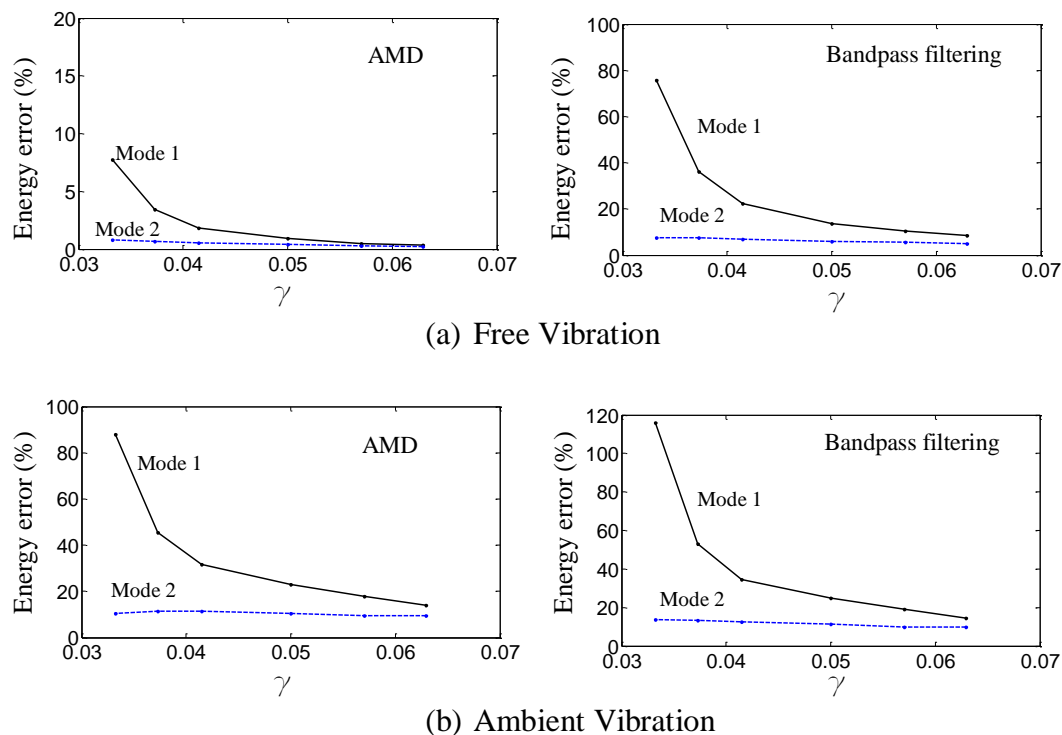 20
15
10
5
0
0.03
0.04
0.05
0.06
0.07
Energy error (%)
γ
AMD
Mode 1
Mode 2
100
80
60
40
20
0
0.03
0.04
0.05
0.06
0.07
Energy error (%)
γ
Bandpass filtering
Mode 1
Mode 2
(a) Free Vibration
100
80
60
40
20
0
0.03
0.04
0.05
0.06
0.07
Energy error (%)
γ
AMD
Mode 1
Mode 2
120
100
80
60
40
20
0
0.03
0.04
0.05
0.06
0.07
Energy error (%)
γ
Bandpass filtering
Mode 1
Mode 2
(b) Ambient Vibration